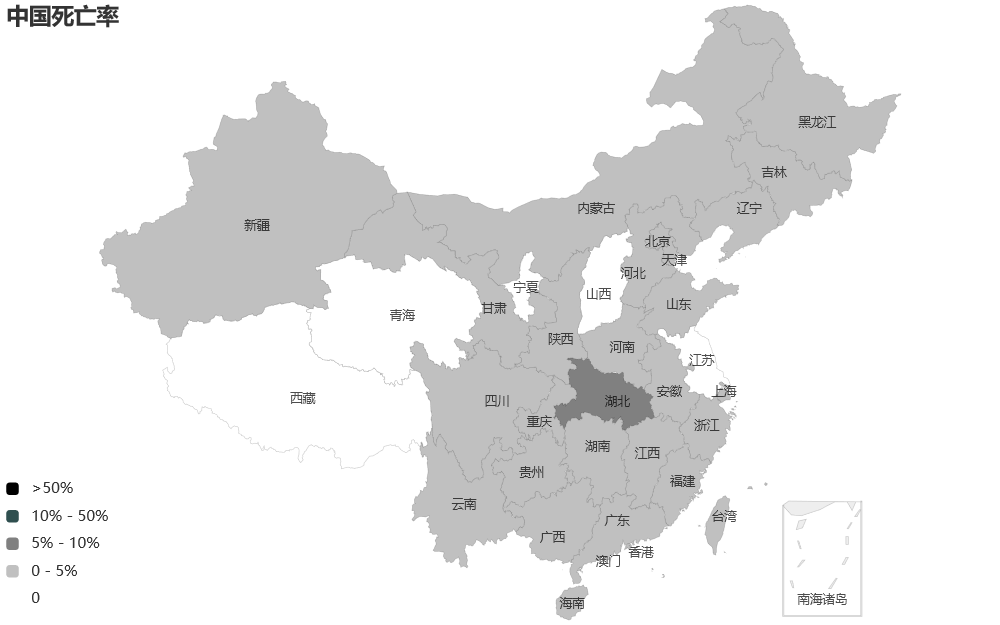 中国死亡率
黑龙江
吉林
辽宁
内蒙古
新疆
北京
天津
河北
宁夏
山西
山东
甘肃
青海
陕西
河南
江苏
西藏
四川
湖北
安徽
上海
重庆
浙江
湖南
江西
贵州
福建
云南
广东
台湾
广西
香港
澳门
海南
南海诸岛
>50%
10% - 50%
5% - 10%
0 - 5%
0